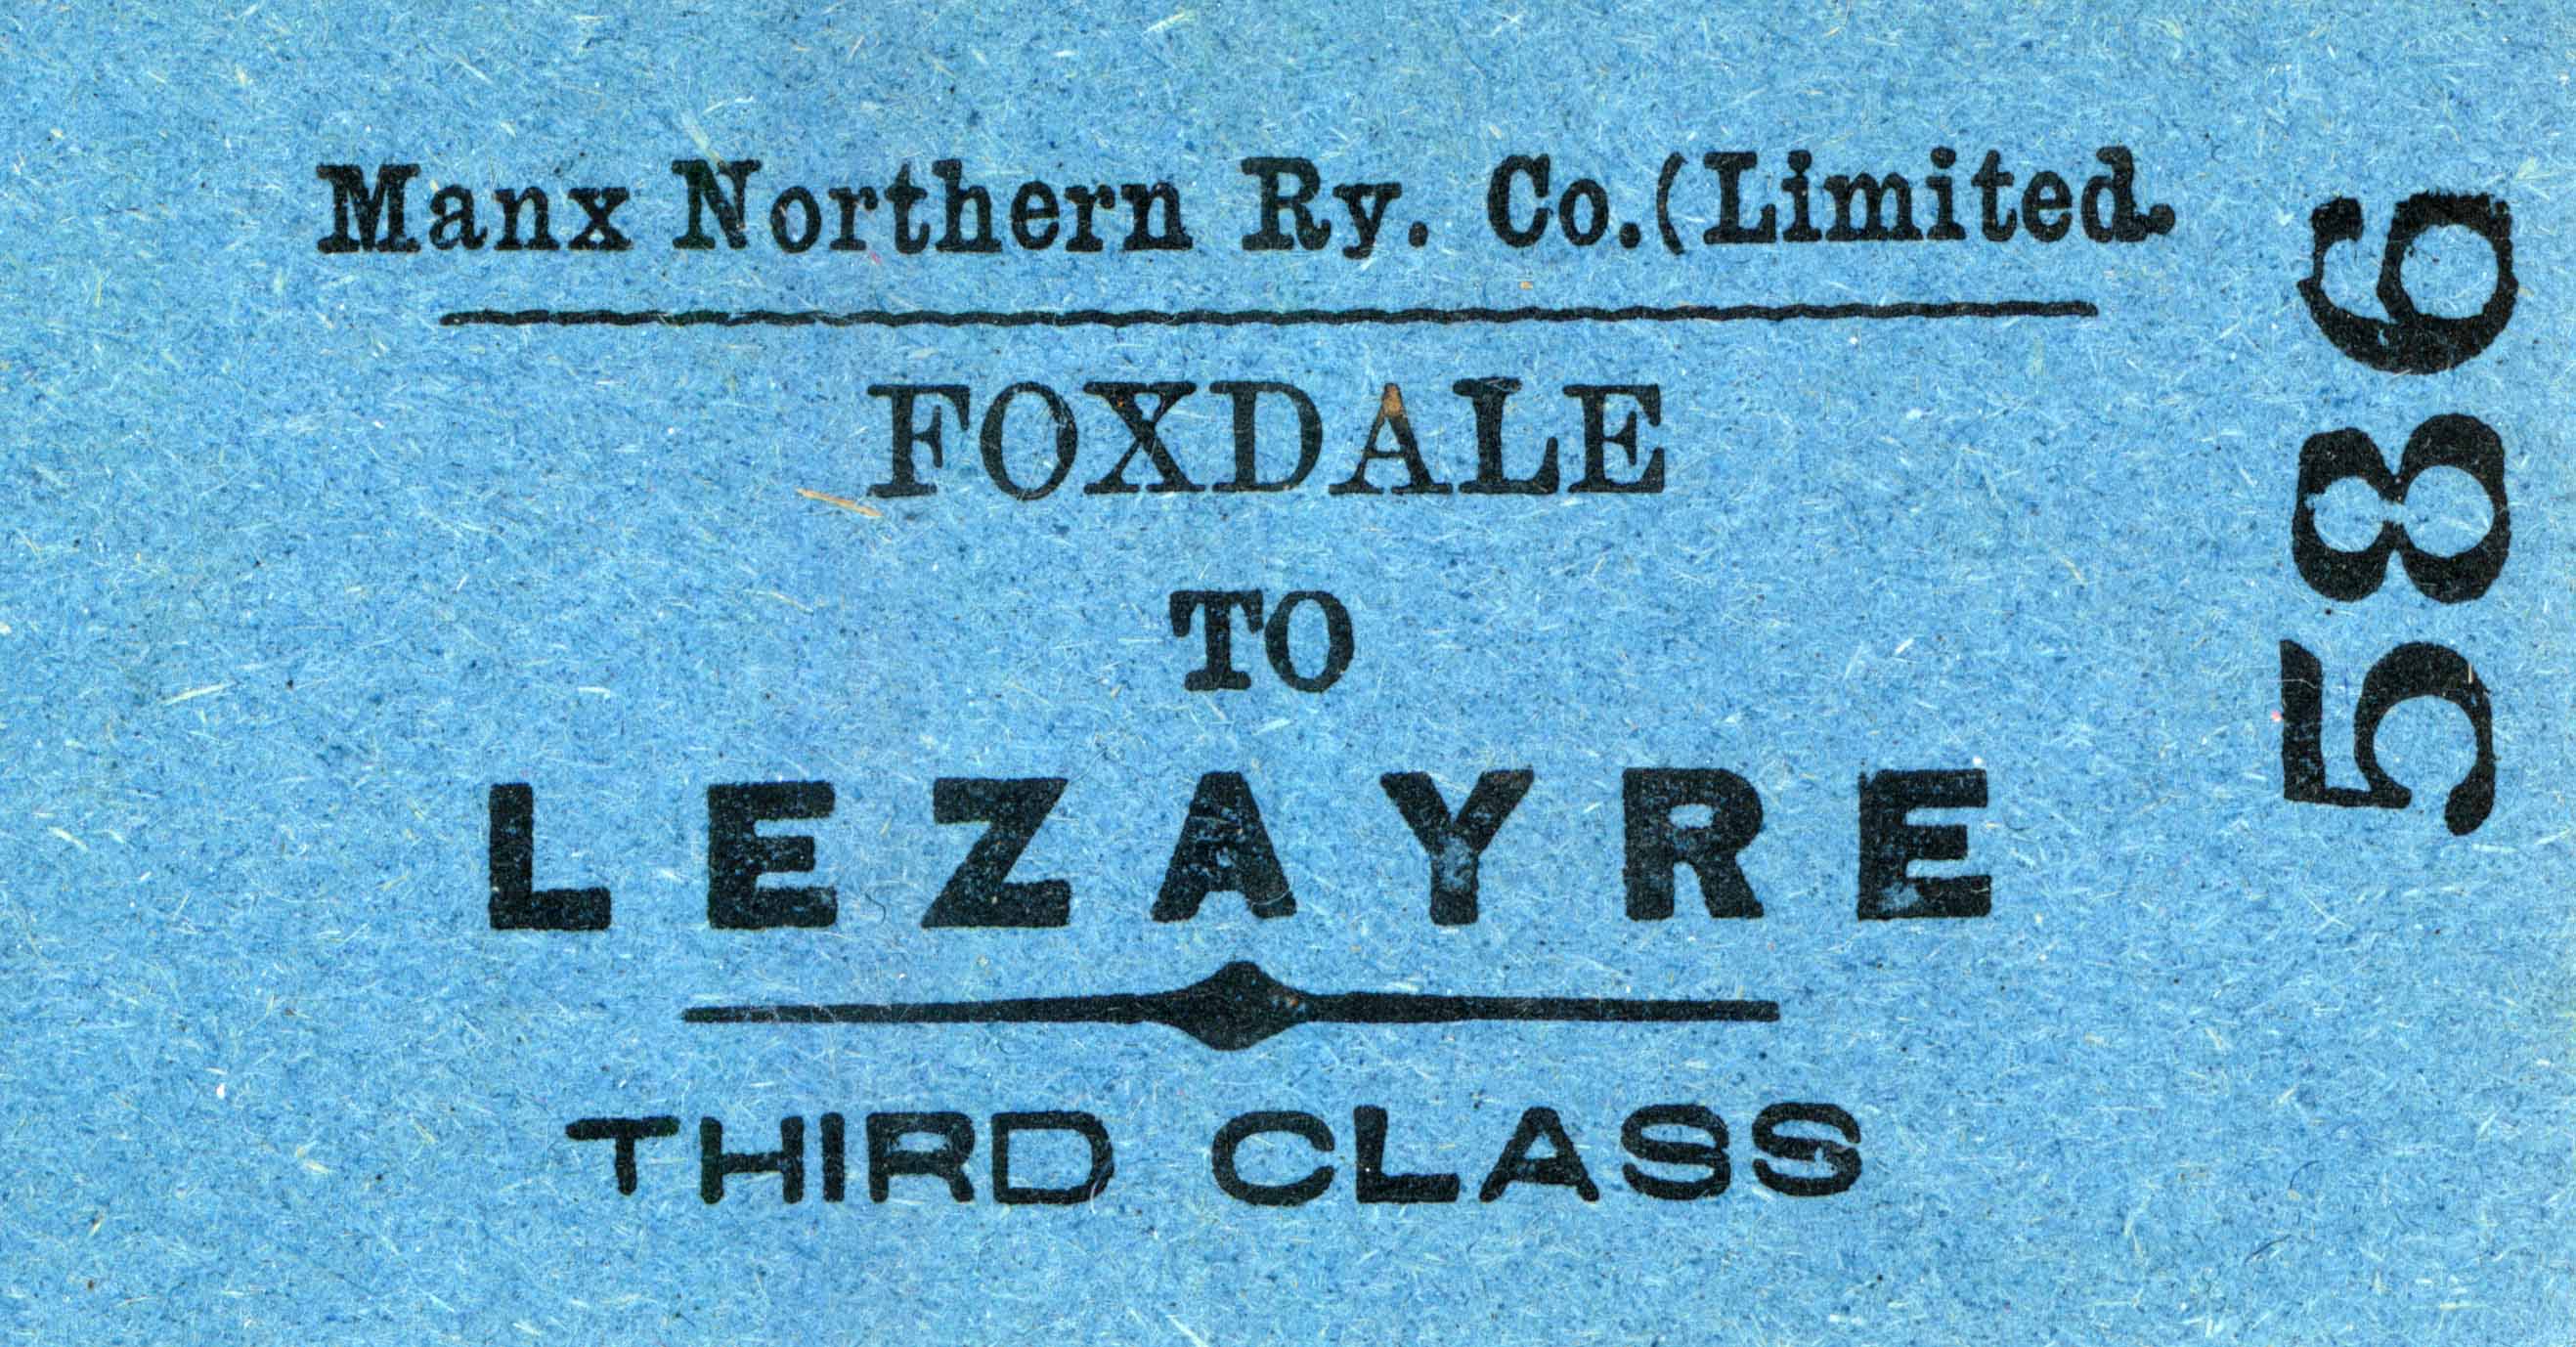 Manx Northern Ry. Co.(Limited.
FOXDALE
TO
LEZAYRE
THIRD CLASS
586